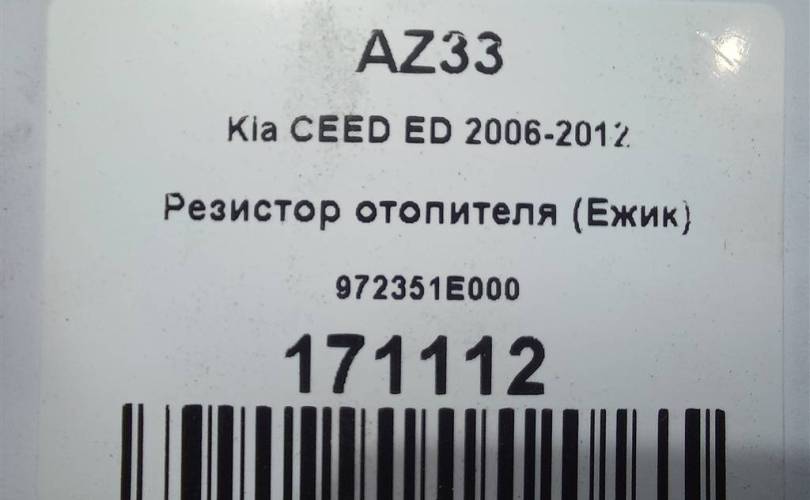 AZ33
Kia CEED ED 2006-2012
Резистор отопителя (Ежик)
972351E000
171112